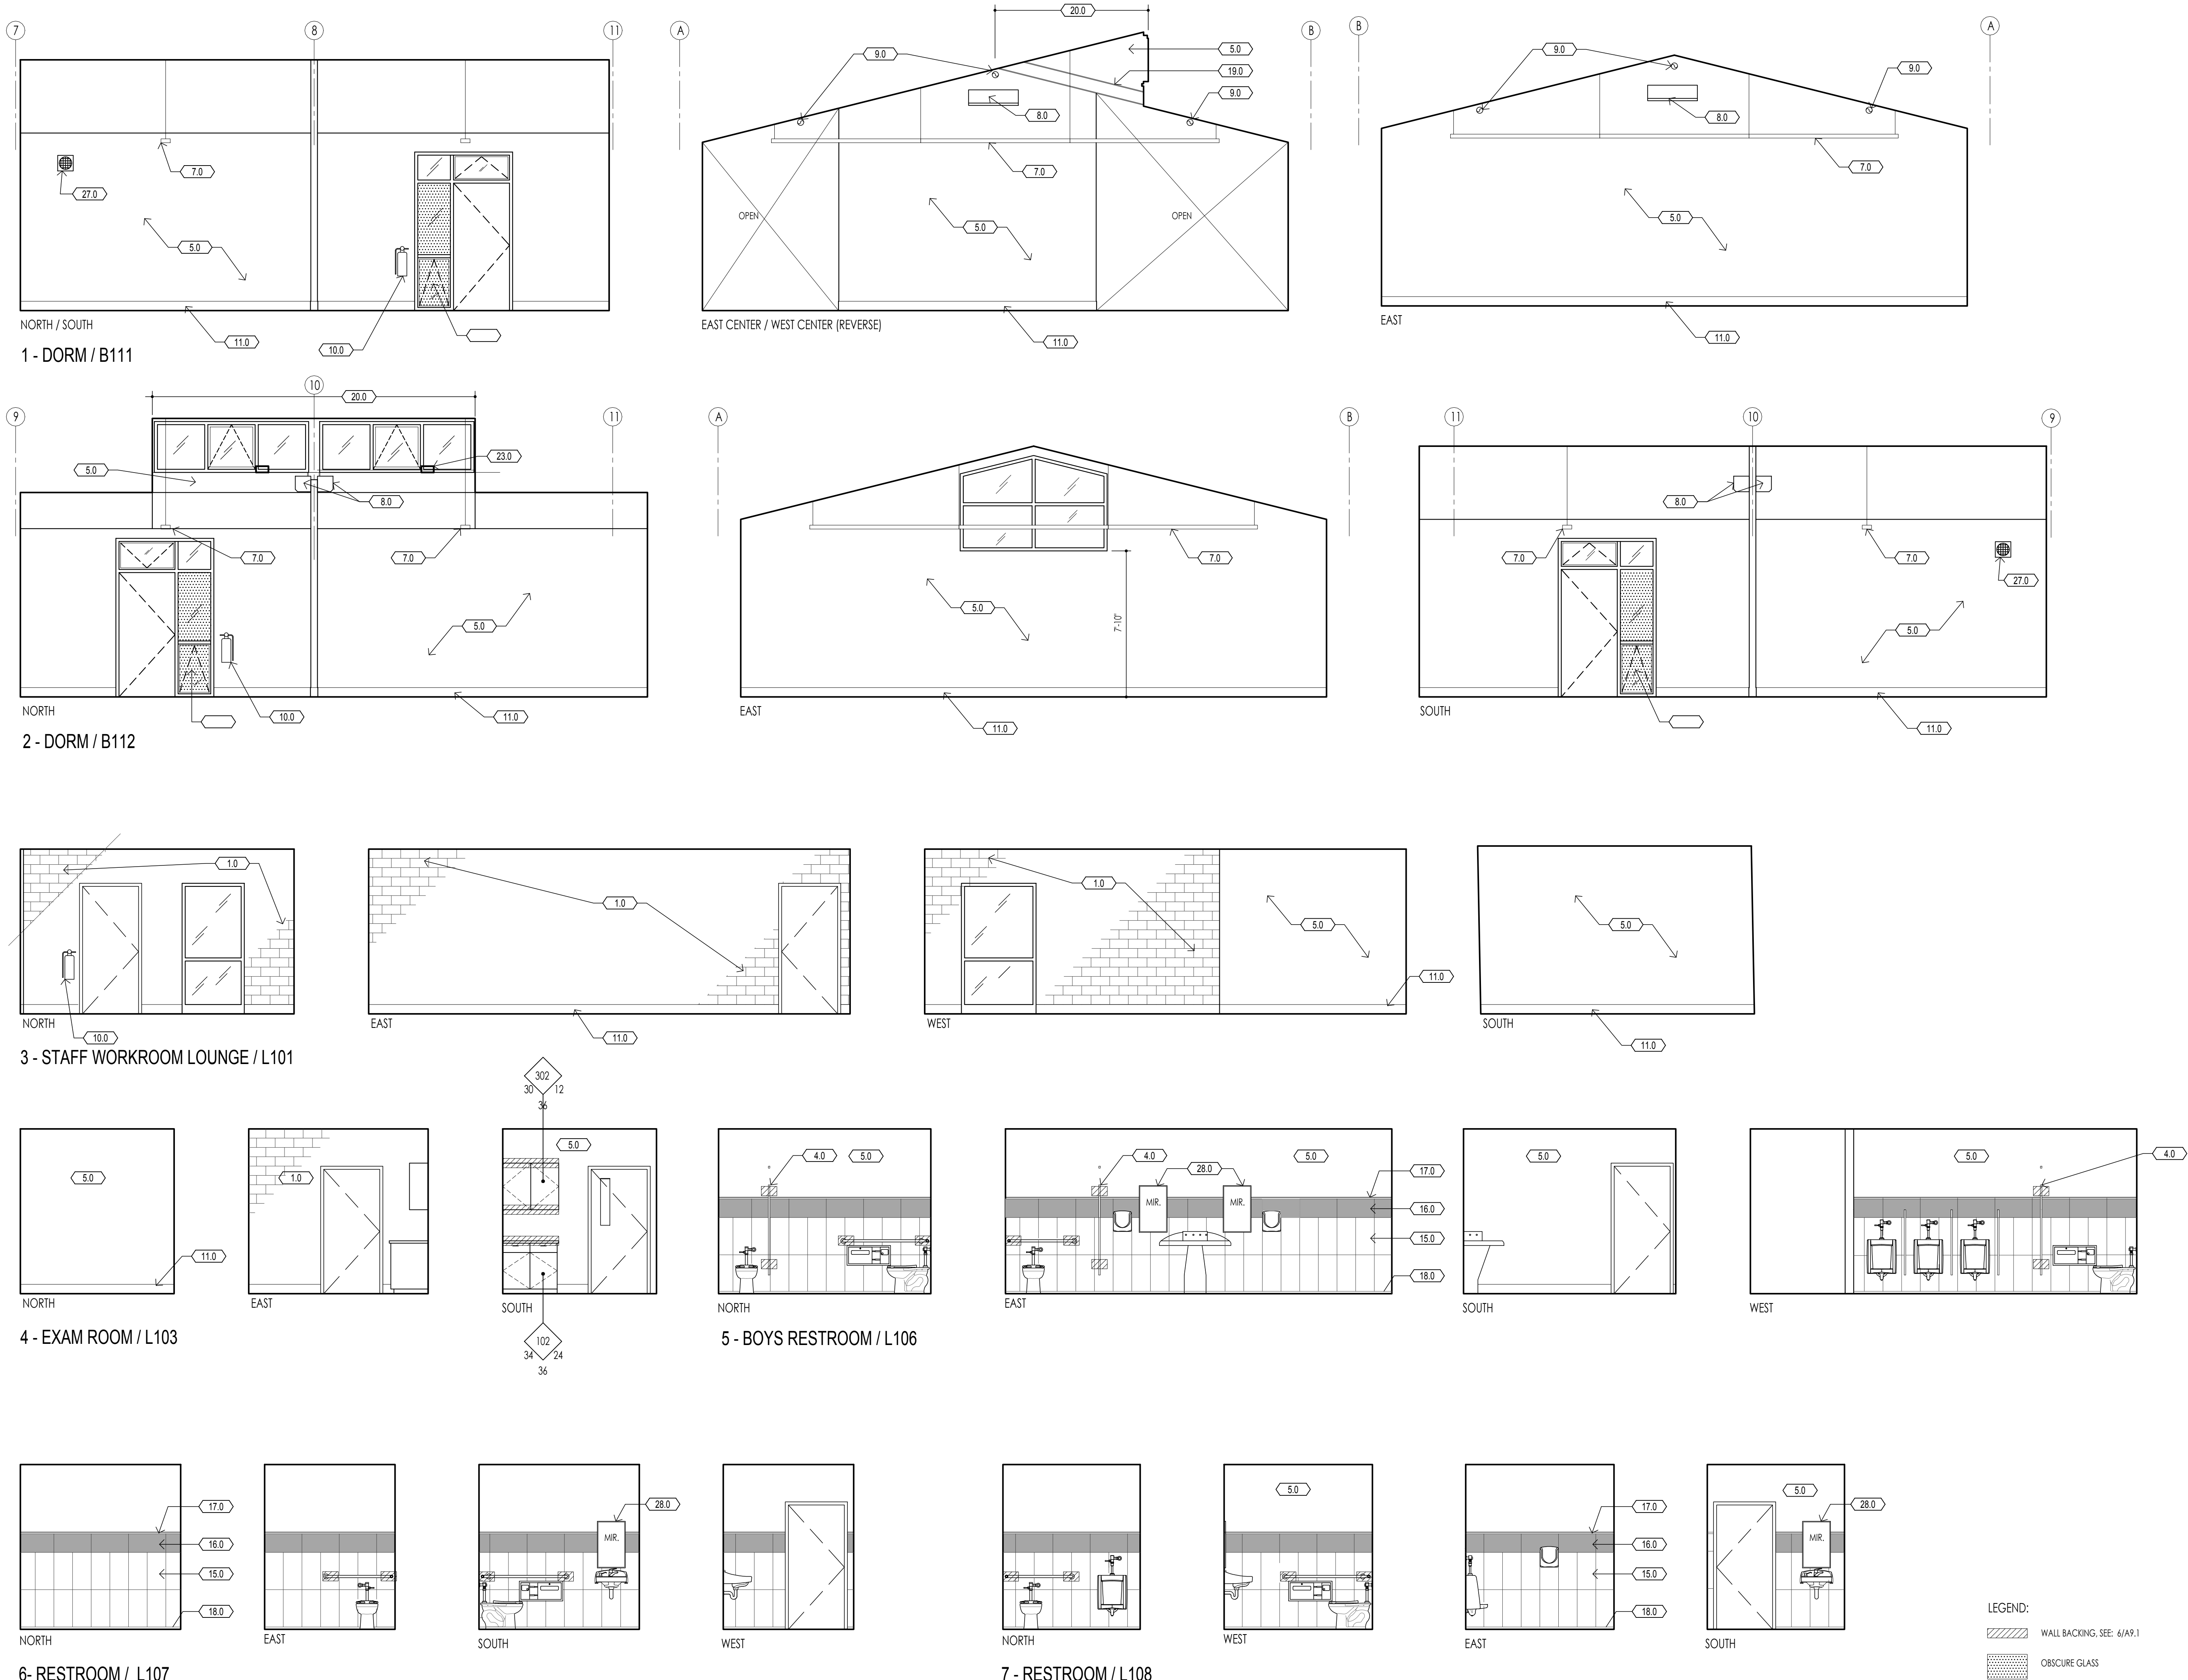 7
8
11
A
20.0
B
B
A
9.0
5.0
19.0
9.0
8.0
7.0
9.0
9.0
8.0
7.0
7.0
27.0
5.0
OPEN
5.0
OPEN
5.0
10.0
11.0
11.0
11.0
NORTH / SOUTH
EAST CENTER / WEST CENTER (REVERSE)
EAST
1 - DORM / B111
9
10
11
A
B
11
10
9
20.0
5.0
23.0
8.0
7.0
7.0
5.0
10.0
11.0
7.0
5.0
7'-10"
11.0
8.0
7.0
7.0
27.0
5.0
11.0
NORTH
EAST
SOUTH
2 - DORM / B112
1.0
10.0
1.0
11.0
1.0
5.0
11.0
5.0
11.0
NORTH
EAST
WEST
SOUTH
3 - STAFF WORKROOM LOUNGE / L101
302
30 12
36
5.0
11.0
1.0
5.0
102
34 24
36
NORTH
EAST
SOUTH
4 - EXAM ROOM / L103
4.0
5.0
4.0
28.0
5.0
MIR.
MIR.
17.0
16.0
15.0
18.0
5.0
5.0
4.0
NORTH
EAST
SOUTH
WEST
5 - BOYS RESTROOM / L106
17.0
16.0
15.0
18.0
28.0
MIR.
NORTH
EAST
SOUTH
WEST
6- RESTROOM / L107
5.0
17.0
16.0
15.0
18.0
5.0
28.0
MIR.
NORTH
WEST
EAST
SOUTH
7 - RESTROOM / L108
LEGEND:
WALL BACKING, SEE: 6/A9.1
OBSCURE GLASS